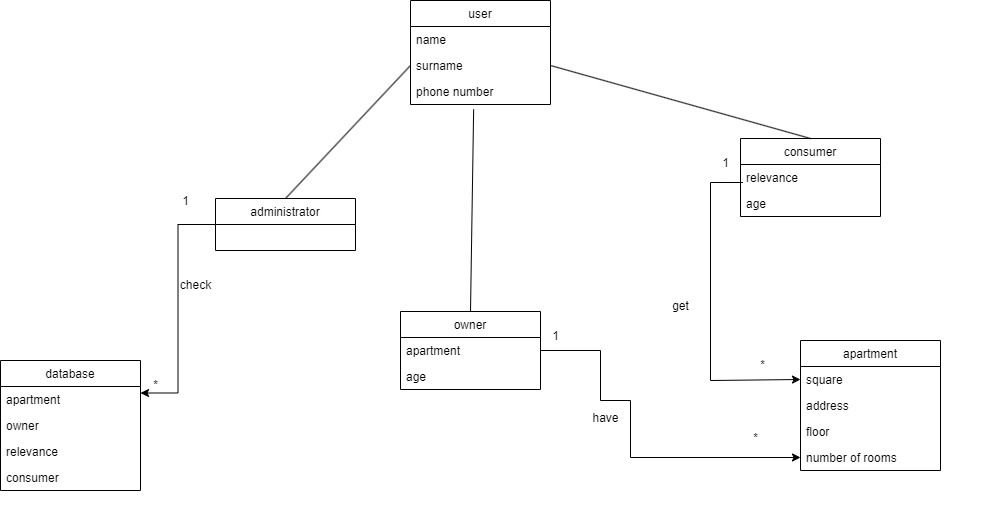 user
name
surname
phone number
consumer
1
relevance
age
1
administrator
check
get
owner
1
apartment
age
apartment
*
square
address
floor
number of rooms
have
*
database
*
apartment
owner
relevance
consumer